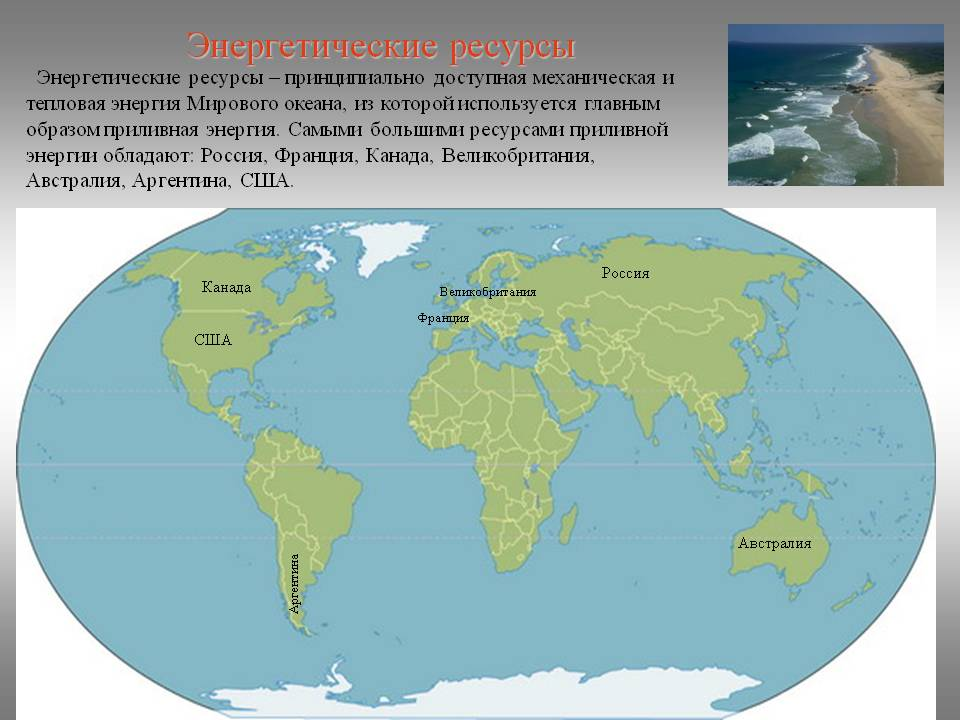 Энергетические ресурсы
Энергетические ресурсы – принципиально доступная механическая и
тепловая энергия Мирового океана, из которой используется главным
образом приливная энергия. Самыми большими ресурсами приливной
энергии обладают: Россия, Франция, Канада, Великобритания,
Австралия, Аргентина, США.
Россия
Канада
Великобритания
Франция
США
Австралия
Аргентина